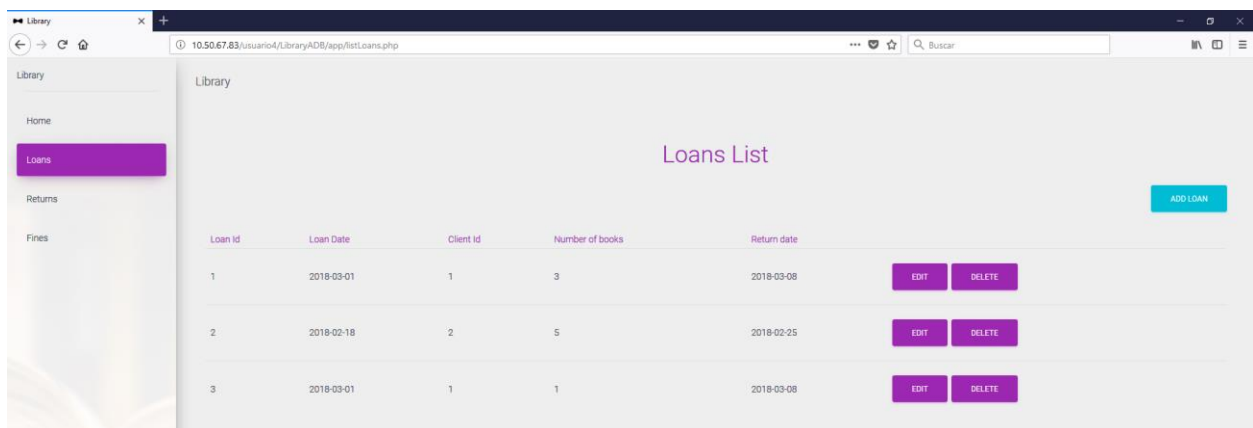 Library
10.50.67.83/usuario4/LibraryADB/app/listLoans.php
Buscar
Library
Home
Loans
Returns
Fines
Library
Loans List
ADD LOAN
Loan Id Loan Date Client Id Number of books Return date
1 2018-03-01 1 3 2018-03-08 EDIT DELETE
2 2018-02-18 2 5 2018-02-25 EDIT DELETE
3 2018-03-01 1 1 2018-03-08 EDIT DELETE